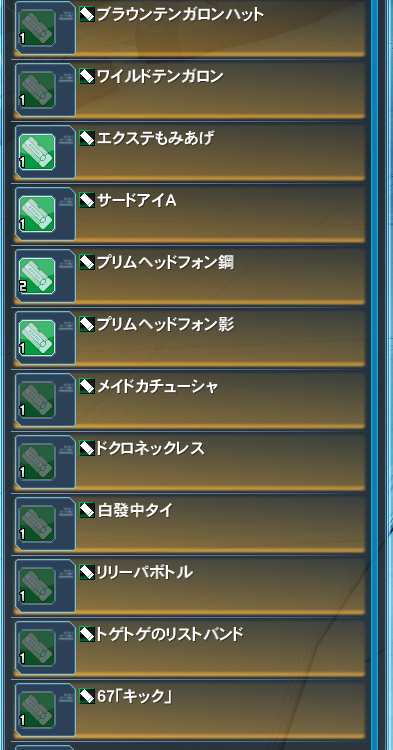 ブラウンテンガロンハット
1
ワイルドテンガロン
1
エクステもみあげ
1
サードアイA
1
プリムヘッドフォン鋼
2
プリムヘッドフォン影
1
メイドカチューシャ
1
ドクロネックレス
1
白發中タイ
1
リリーパボトル
1
トゲトゲのリストバンド
1
67「キック」
1